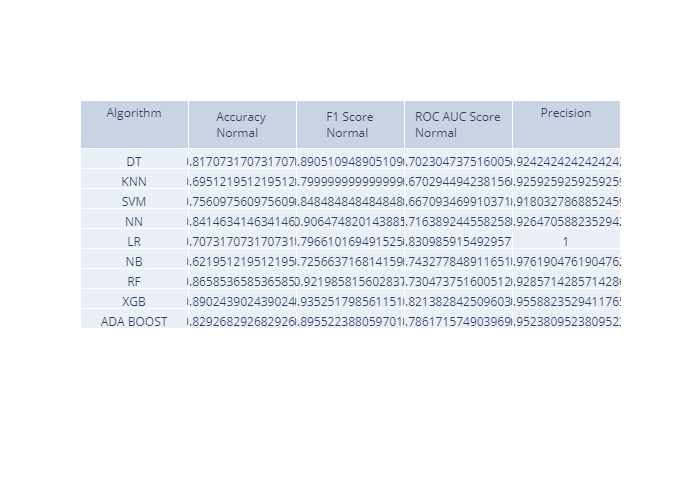 Algorithm Accuracy Normal F1 Score Normal ROC AUC Score Normal Precision
DT .817073170731707 .890510948905109 .702304737516005 .924242424242424
KNN .695121951219512 .799999999999999 .670294494238156 .925925925925925
SVM .756097560975609 .848484848484848 .667093469910371 .918032786885245
NN .841463414634146 0.906474820143885 .716389244558258 .926470588235294
LR .707317073170731 .796610169491525 .830985915492957 1
NB .621951219512195 .725663716814159 .743277848911651 .976190476190476
RF .865853658536585 0.921985815602837 .730473751600512 .928571428571428
XGB .890243902439024 .935251798561151 .821382842509603 .955882352941176
ADA BOOST .829268292682926 .895522388059701 .786171574903969 .952380952380952